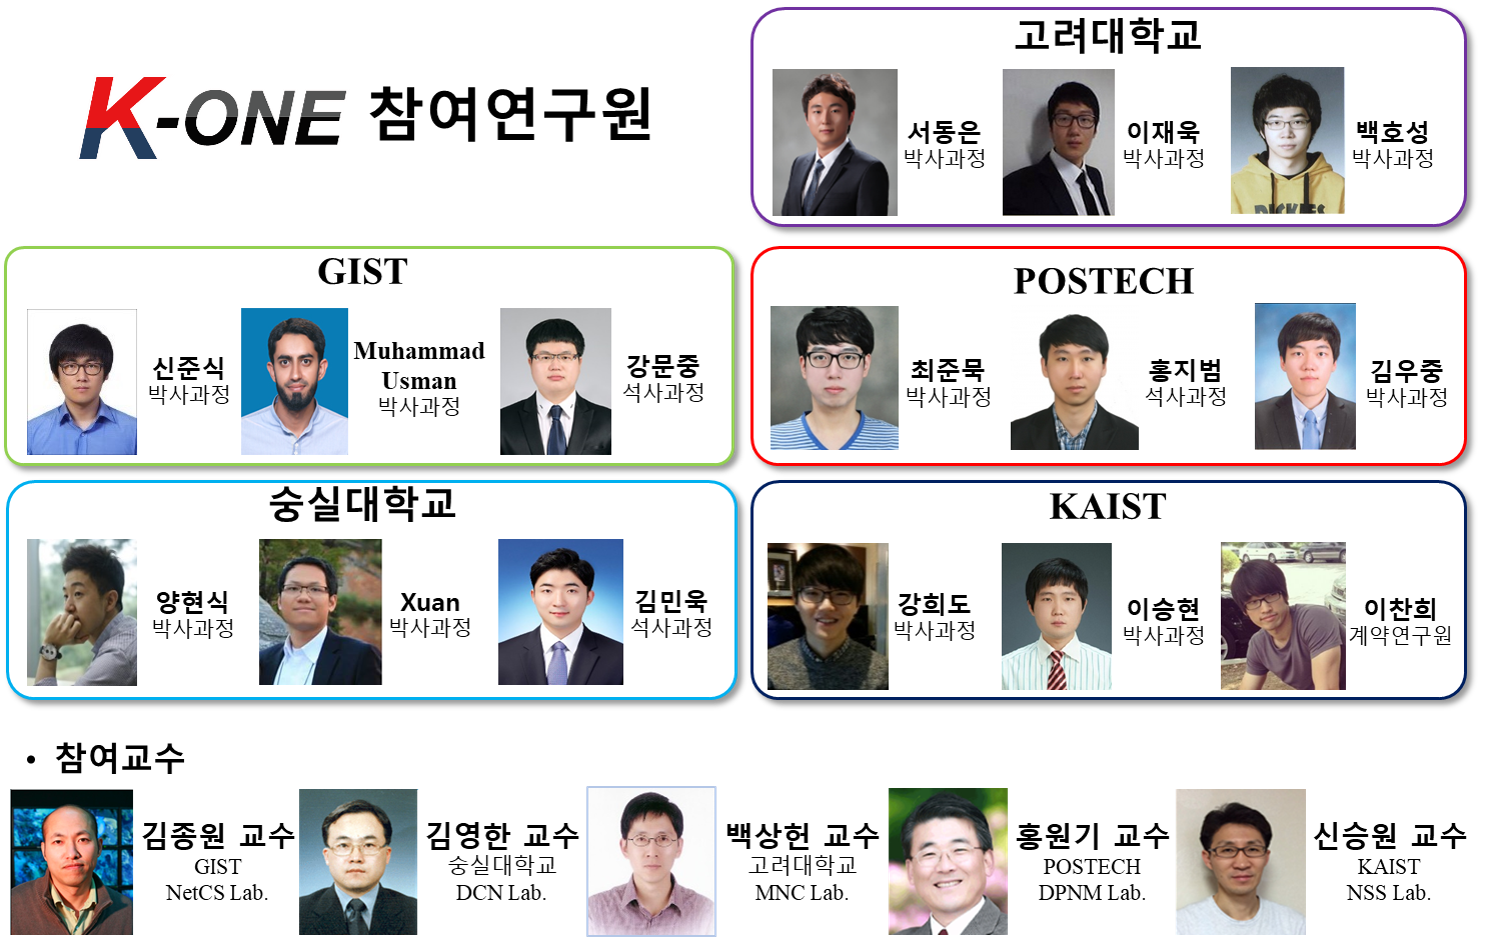 K-ONE 참여연구원
고려대학교
서동은
박사과정
이재욱
박사과정
백호성
박사과정
DICKIES
GIST
신준식
박사과정
Muhammad
Usman
박사과정
강문중
석사과정
POSTECH
최준묵
박사과정
홍지범
석사과정
김우중
박사과정
숭실대학교
양현식
박사과정
Xuan
박사과정
김민욱
석사과정
KAIST
강희도
박사과정
이승현
박사과정
이찬희
계약연구원
• 참여교수
김종원 교수
GIST
NetCS Lab.
김영한 교수
숭실대학교
DCN Lab.
백상헌 교수
고려대학교
MNC Lab.
홍원기 교수
POSTECH
DPNM Lab.
신승원 교수
KAIST
NSS Lab.